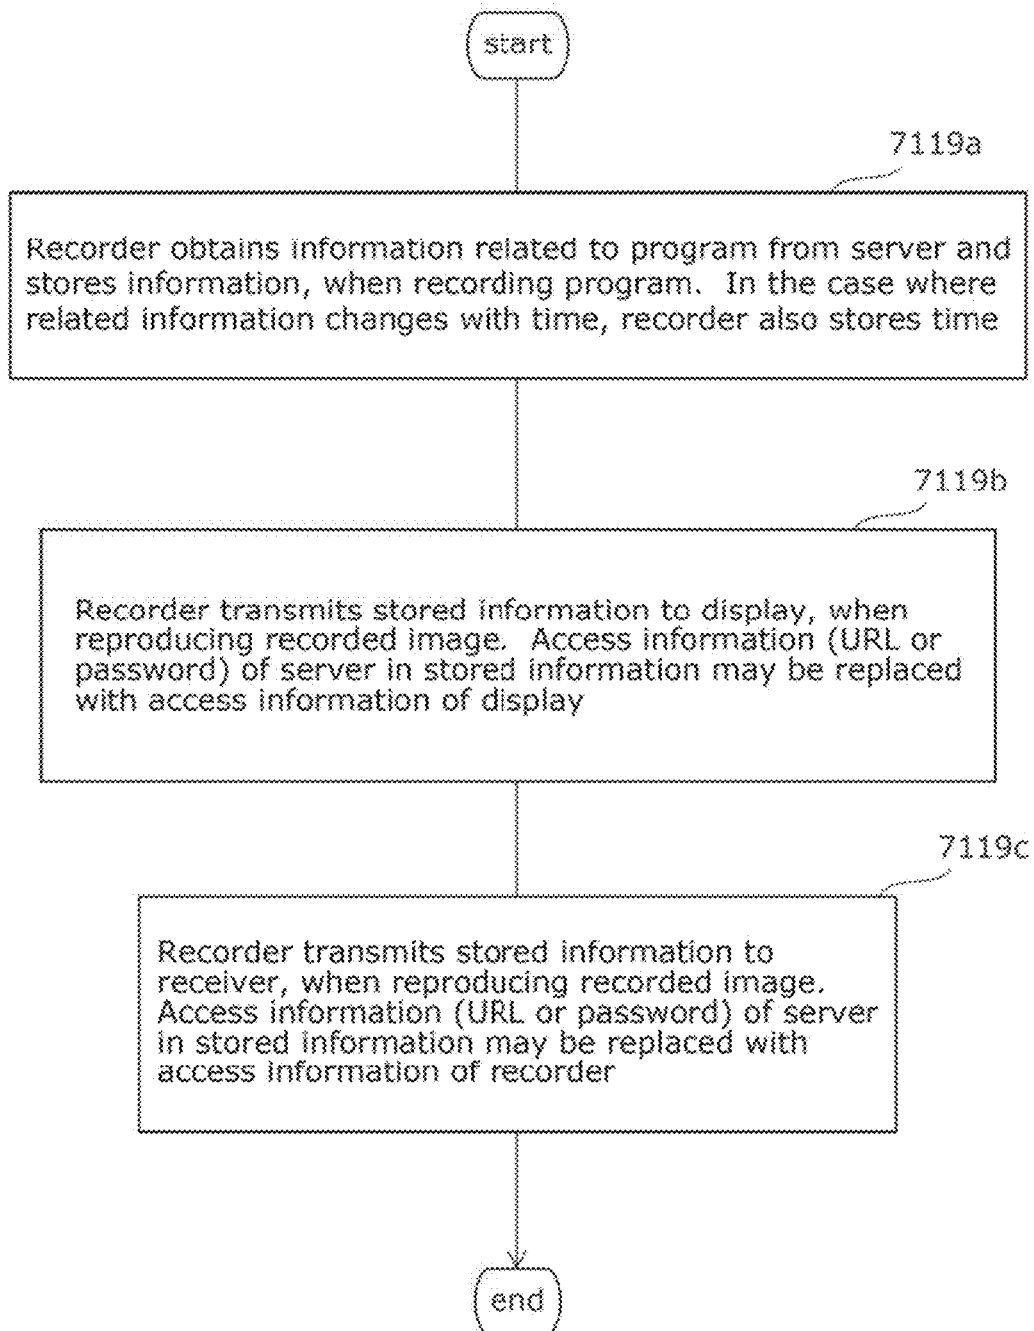 start
7119a
Recorder obtains information related to program from server and
stores information, when recording program. In the case where
related information changes with time, recorder also stores time
7119b
Recorder transmits stored information to display, when
reproducing recorded image. Access information (URL or
password) of server in stored information may be replaced
with access information of display
7119c
Recorder transmits stored information to
receiver, when reproducing recorded image.
Access information (URL or password) of server
in stored information may be replaced with
access information of recorder
end